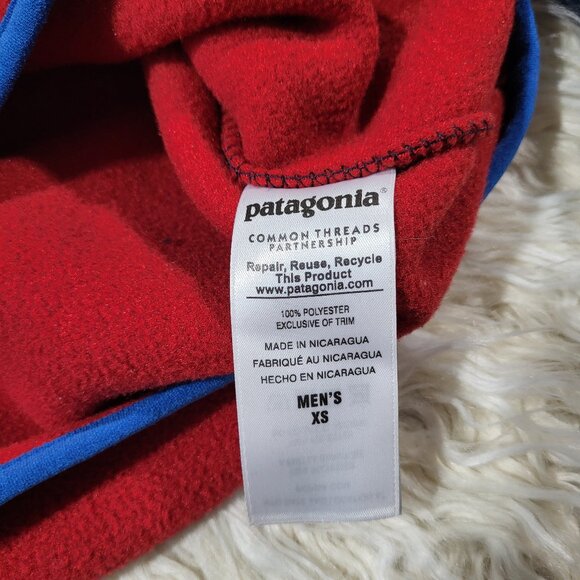 patagonia®
COMMON THREADS
PARTNERSHIP
Repair, Reuse, Recycle
This Product
www.patagonia.com
100% POLYESTER
EXCLUSIVE OF TRIM
MADE IN NICARAGUA
FABRIQUÉ AU NICARAGUA
HECHO EN NICARAGUA
MEN'S
XS